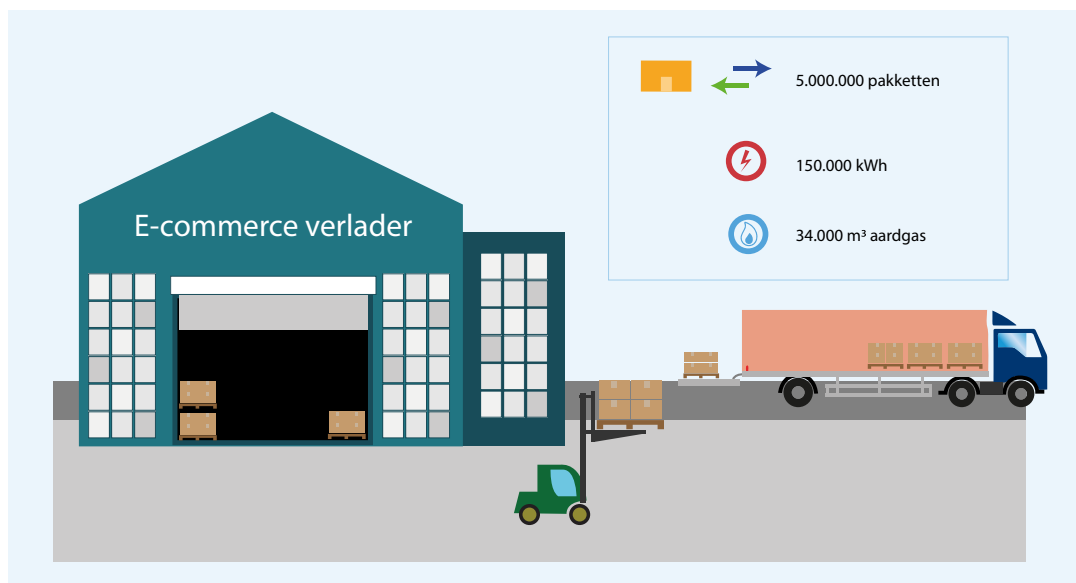 5.000.000 pakketten
150.000 kWh
34.000 m³ aardgas
E-commerce verlader